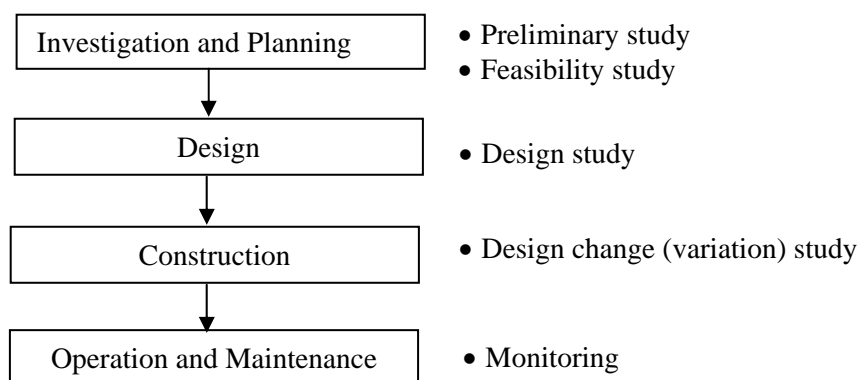 Investigation and Planning
• Preliminary study
• Feasibility study
Design
• Design study
Construction
• Design change (variation) study
Operation and Maintenance
• Monitoring